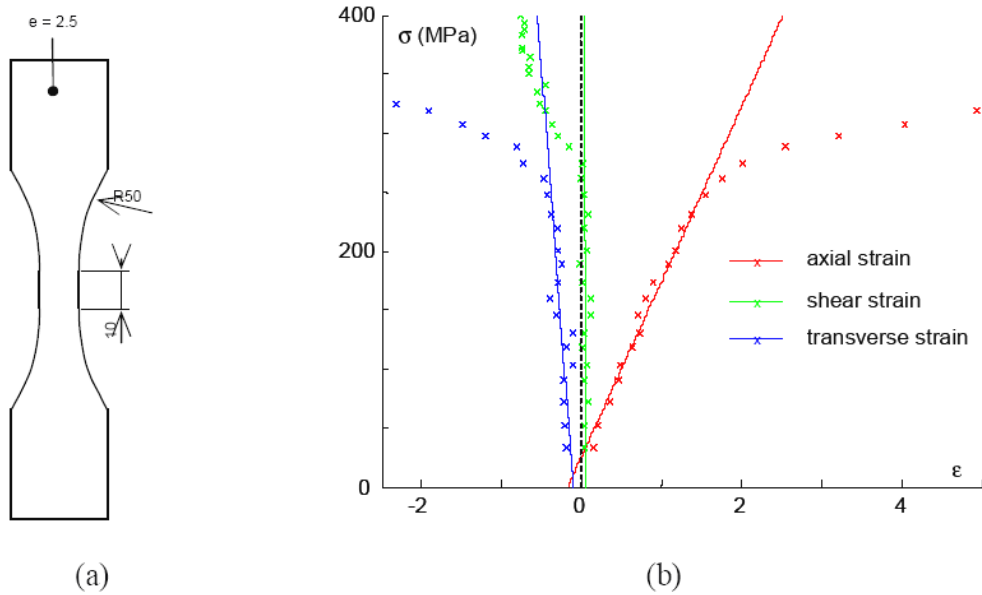 e = 2.5
R50
10
(a)
400
σ (MPa)
200
0
-2
0
2
4
ε
axial strain
shear strain
transverse strain
(b)